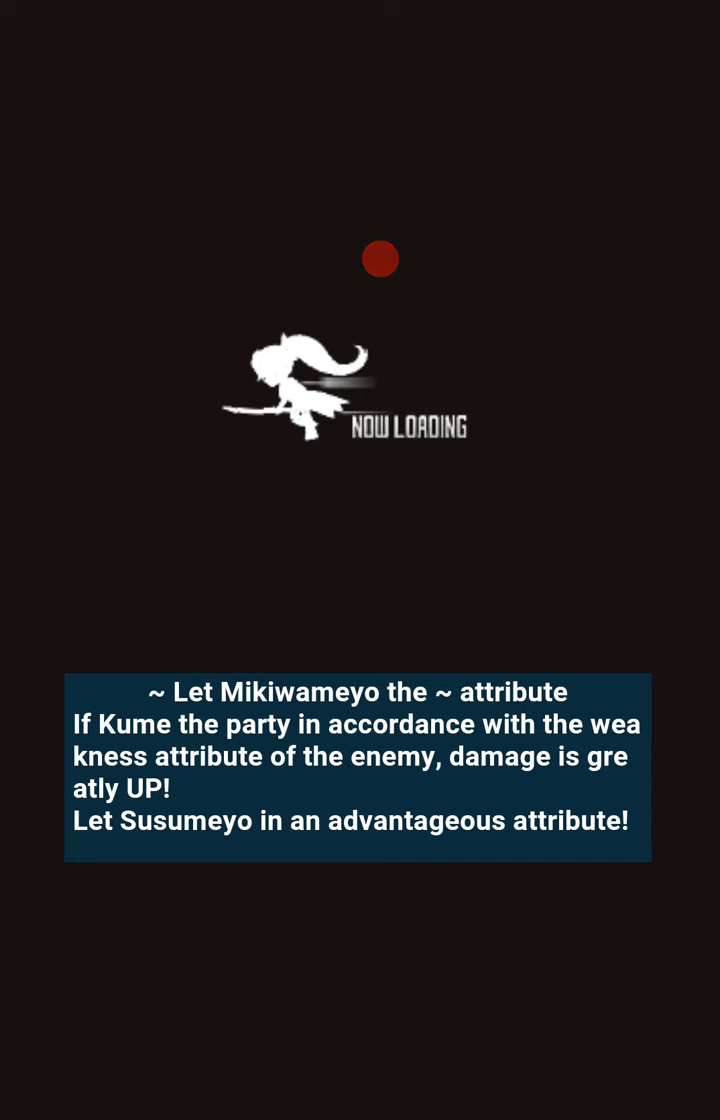 NOW LOADING
~ Let Mikiwameyo the ~ attribute
If Kume the party in accordance with the wea
kness attribute of the enemy, damage is gre
atly UP!
Let Susumeyo in an advantageous attribute!